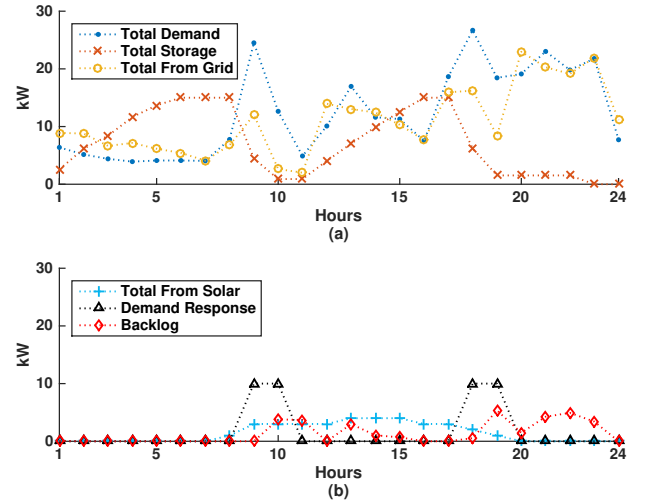 30
20
10
0
kW
Total Demand
Total Storage
Total From Grid
1 5 10 15 20 24
Hours
(a)
30
20
10
0
kW
Total From Solar
Demand Response
Backlog
1 5 10 15 20 24
Hours
(b)